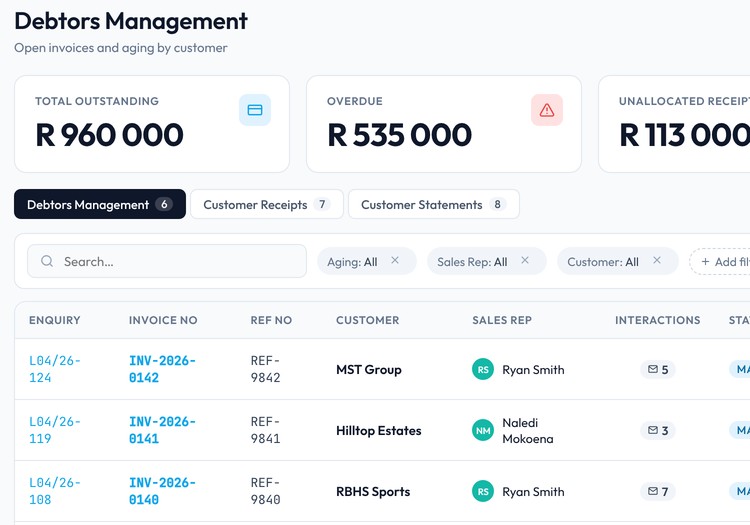 Debtors Management
Open invoices and aging by customer
TOTAL OUTSTANDING
R 960 000
OVERDUE
R 535 000
UNALLOCATED RECEIPT
R 113 000
Debtors Management 6
Customer Receipts 7
Customer Statements 8
Search...
Aging: All ×
Sales Rep: All ×
Customer: All ×
+ Add filt
ENQUIRY INVOICE NO REF NO CUSTOMER SALES REP INTERACTIONS STA
L04/26-124 INV-2026-0142 REF-9842 MST Group RS Ryan Smith 5 MA
L04/26-119 INV-2026-0141 REF-9841 Hilltop Estates NM Naledi Mokoena 3 MA
L04/26-108 INV-2026-0140 REF-9840 RBHS Sports RS Ryan Smith 7 MA